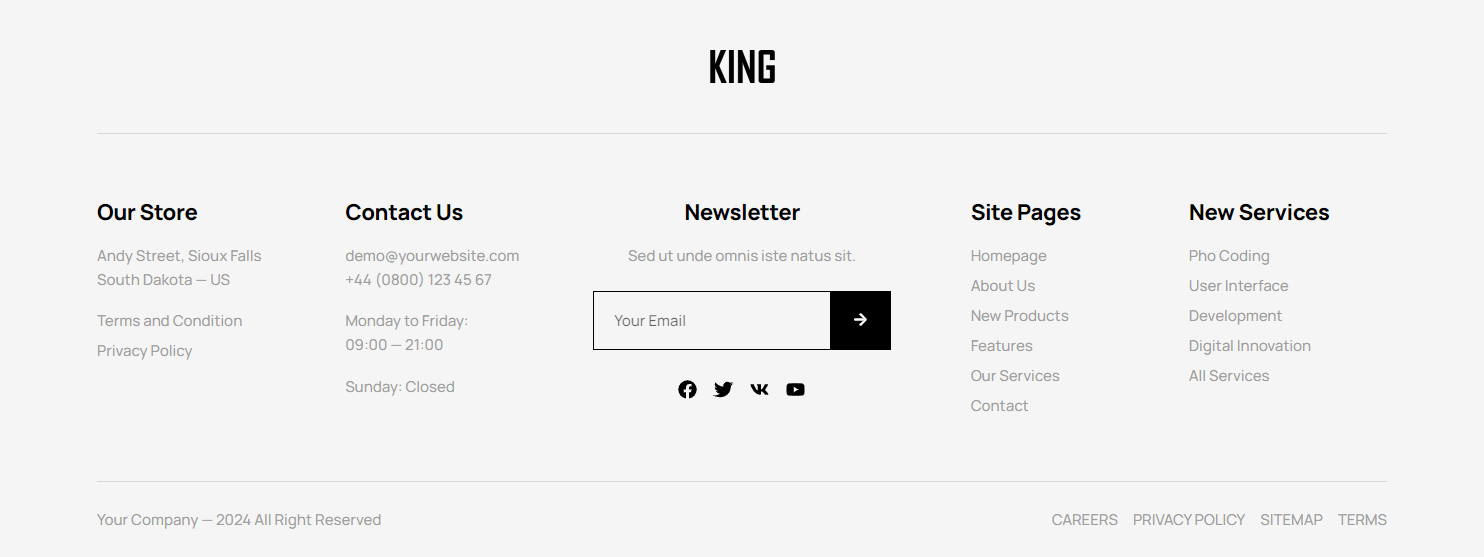 KING
Our Store
Andy Street, Sioux Falls
South Dakota — US
Terms and Condition
Privacy Policy
Contact Us
demo@yourwebsite.com
+44 (0800) 123 45 67
Monday to Friday:
09:00 — 21:00
Sunday: Closed
Newsletter
Sed ut unde omnis iste natus sit.
Your Email
Site Pages
Homepage
About Us
New Products
Features
Our Services
Contact
New Services
Pho Coding
User Interface
Development
Digital Innovation
All Services
Your Company — 2024 All Right Reserved
CAREERS PRIVACY POLICY SITEMAP TERMS